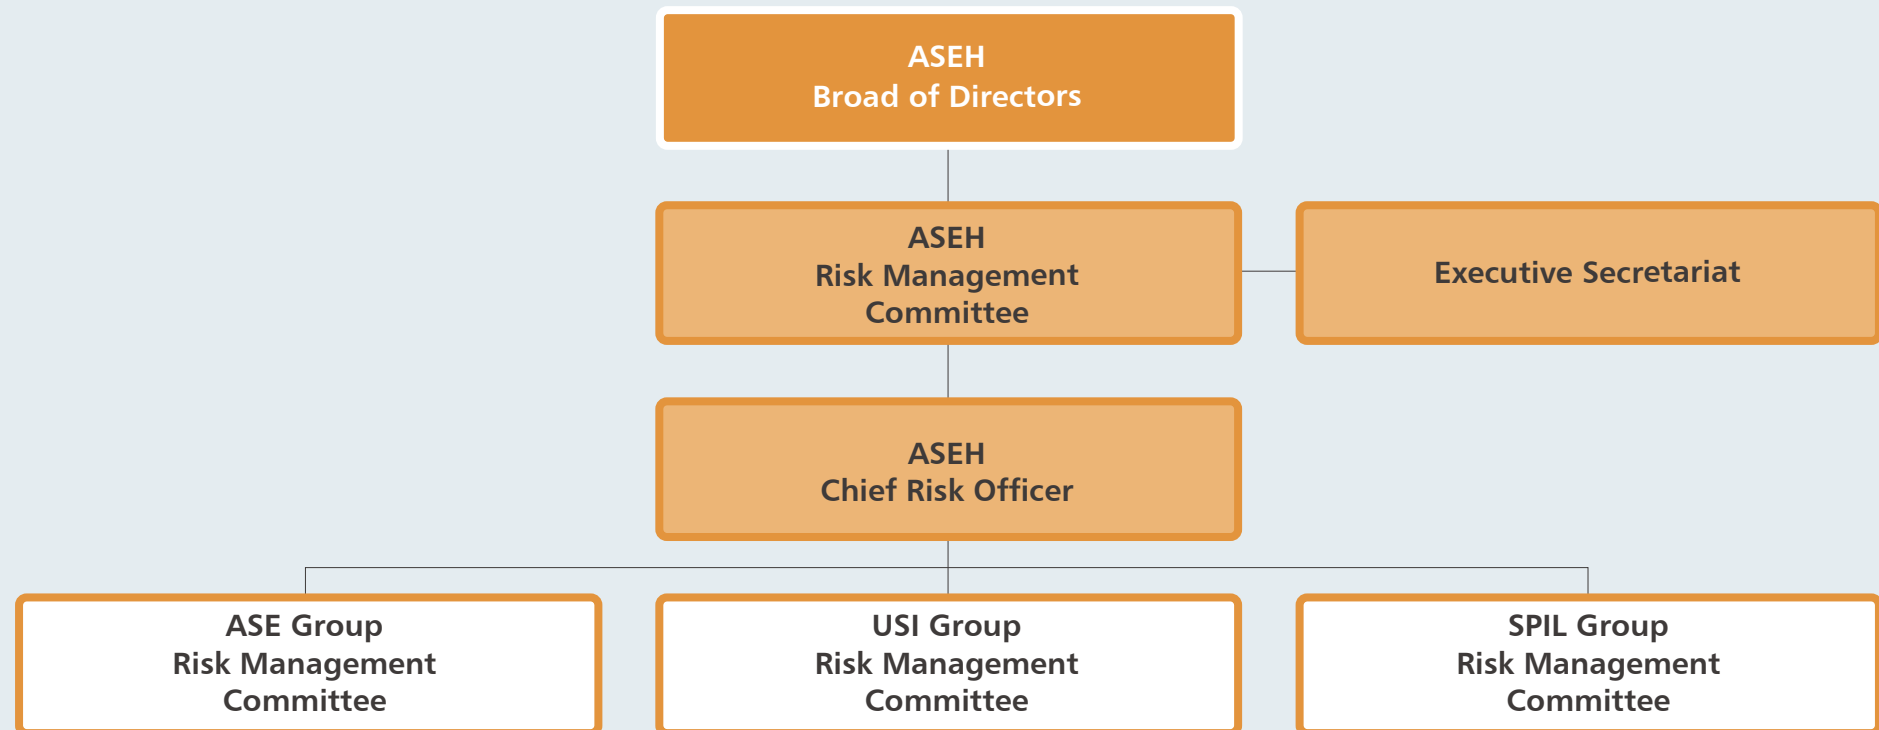 ASEH
Broad of Directors
ASEH
Risk Management
Committee
Executive Secretariat
ASEH
Chief Risk Officer
ASE Group
Risk Management
Committee
USI Group
Risk Management
Committee
SPIL Group
Risk Management
Committee